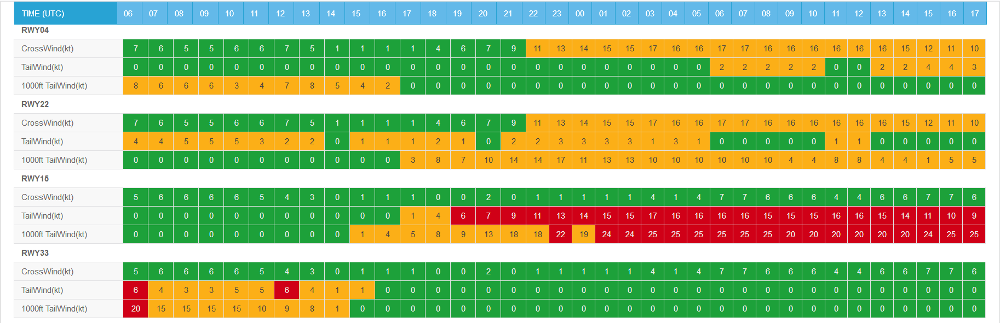 TIME (UTC) 06 07 08 09 10 11 12 13 14 15 16 17 18 19 20 21 22 23 00 01 02 03 04 05 06 07 08 09 10 11 12 13 14 15 16 17
RWY04
CrossWind(kt) 7 6 5 5 6 6 7 5 1 1 1 1 4 6 7 9 11 13 14 15 15 17 16 16 17 17 16 16 16 16 16 16 15 12 11 10
TailWind(kt) 0 0 0 0 0 0 0 0 0 0 0 0 0 0 0 0 0 0 0 0 0 0 0 0 2 2 2 2 2 0 0 2 2 4 4 3
1000ft TailWind(kt) 8 6 6 6 3 4 7 8 5 4 2 0 0 0 0 0 0 0 0 0 0 0 0 0 0 0 0 0 0 0 0 0 0 0 0 0
RWY22
CrossWind(kt) 7 6 5 5 6 6 7 5 1 1 1 1 4 6 7 9 11 13 14 15 15 17 16 16 17 17 16 16 16 16 16 16 15 12 11 10
TailWind(kt) 4 4 5 5 5 3 2 2 0 1 1 1 2 1 0 2 2 3 3 3 3 1 3 1 0 0 0 0 0 1 1 0 0 0 0 0
1000ft TailWind(kt) 0 0 0 0 0 0 0 0 0 0 0 3 8 7 10 14 14 17 11 13 13 10 10 10 10 10 10 4 4 8 8 4 4 1 5 5
RWY15
CrossWind(kt) 5 6 6 6 6 5 4 3 0 1 1 1 0 0 2 0 1 1 1 1 1 4 1 4 7 7 6 6 6 4 4 6 6 7 7 6
TailWind(kt) 0 0 0 0 0 0 0 0 0 0 0 1 4 6 7 9 11 13 14 15 15 17 16 16 16 16 15 15 15 16 16 15 14 11 10 9
1000ft TailWind(kt) 0 0 0 0 0 0 0 0 0 1 4 5 8 9 13 18 18 22 19 24 24 25 25 25 25 25 25 20 20 20 20 20 20 24 25 25
RWY33
CrossWind(kt) 5 6 6 6 6 5 4 3 0 1 1 1 0 0 2 0 1 1 1 1 1 4 1 4 7 7 6 6 6 4 4 6 6 7 7 6
TailWind(kt) 6 4 3 3 5 5 6 4 1 1 0 0 0 0 0 0 0 0 0 0 0 0 0 0 0 0 0 0 0 0 0 0 0 0 0 0
1000ft TailWind(kt) 20 15 15 15 15 10 9 8 1 0 0 0 0 0 0 0 0 0 0 0 0 0 0 0 0 0 0 0 0 0 0 0 0 0 0 0